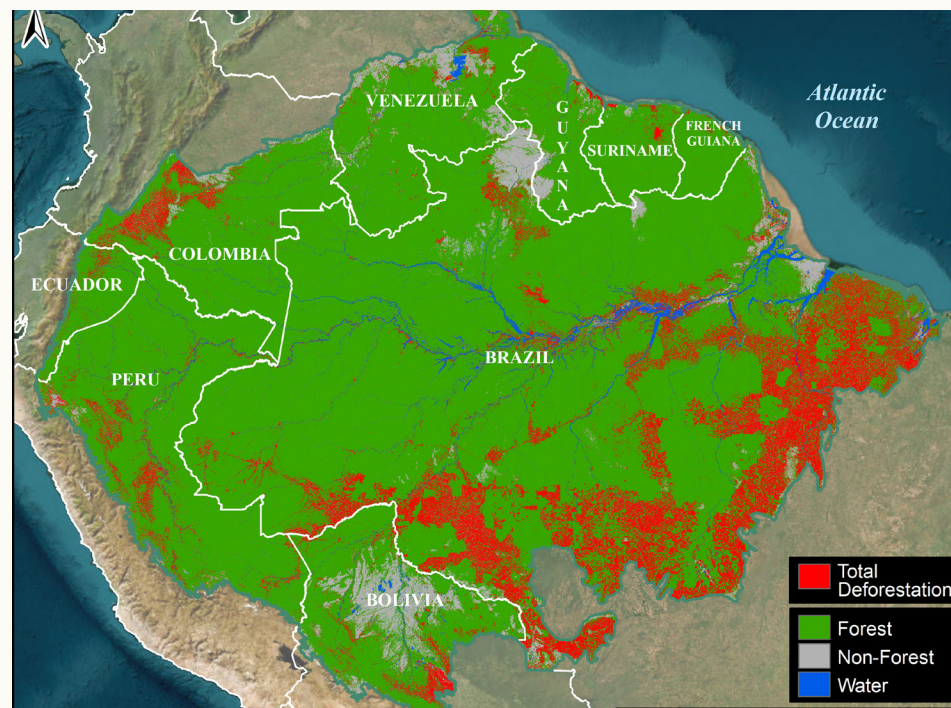 Atlantic
Ocean
VENEZUELA
GUYANA
SURINAME
FRENCH
GUIANA
COLOMBIA
ECUADOR
PERU
BRAZIL
BOLIVIA
Total
Deforestation
Forest
Non-Forest
Water